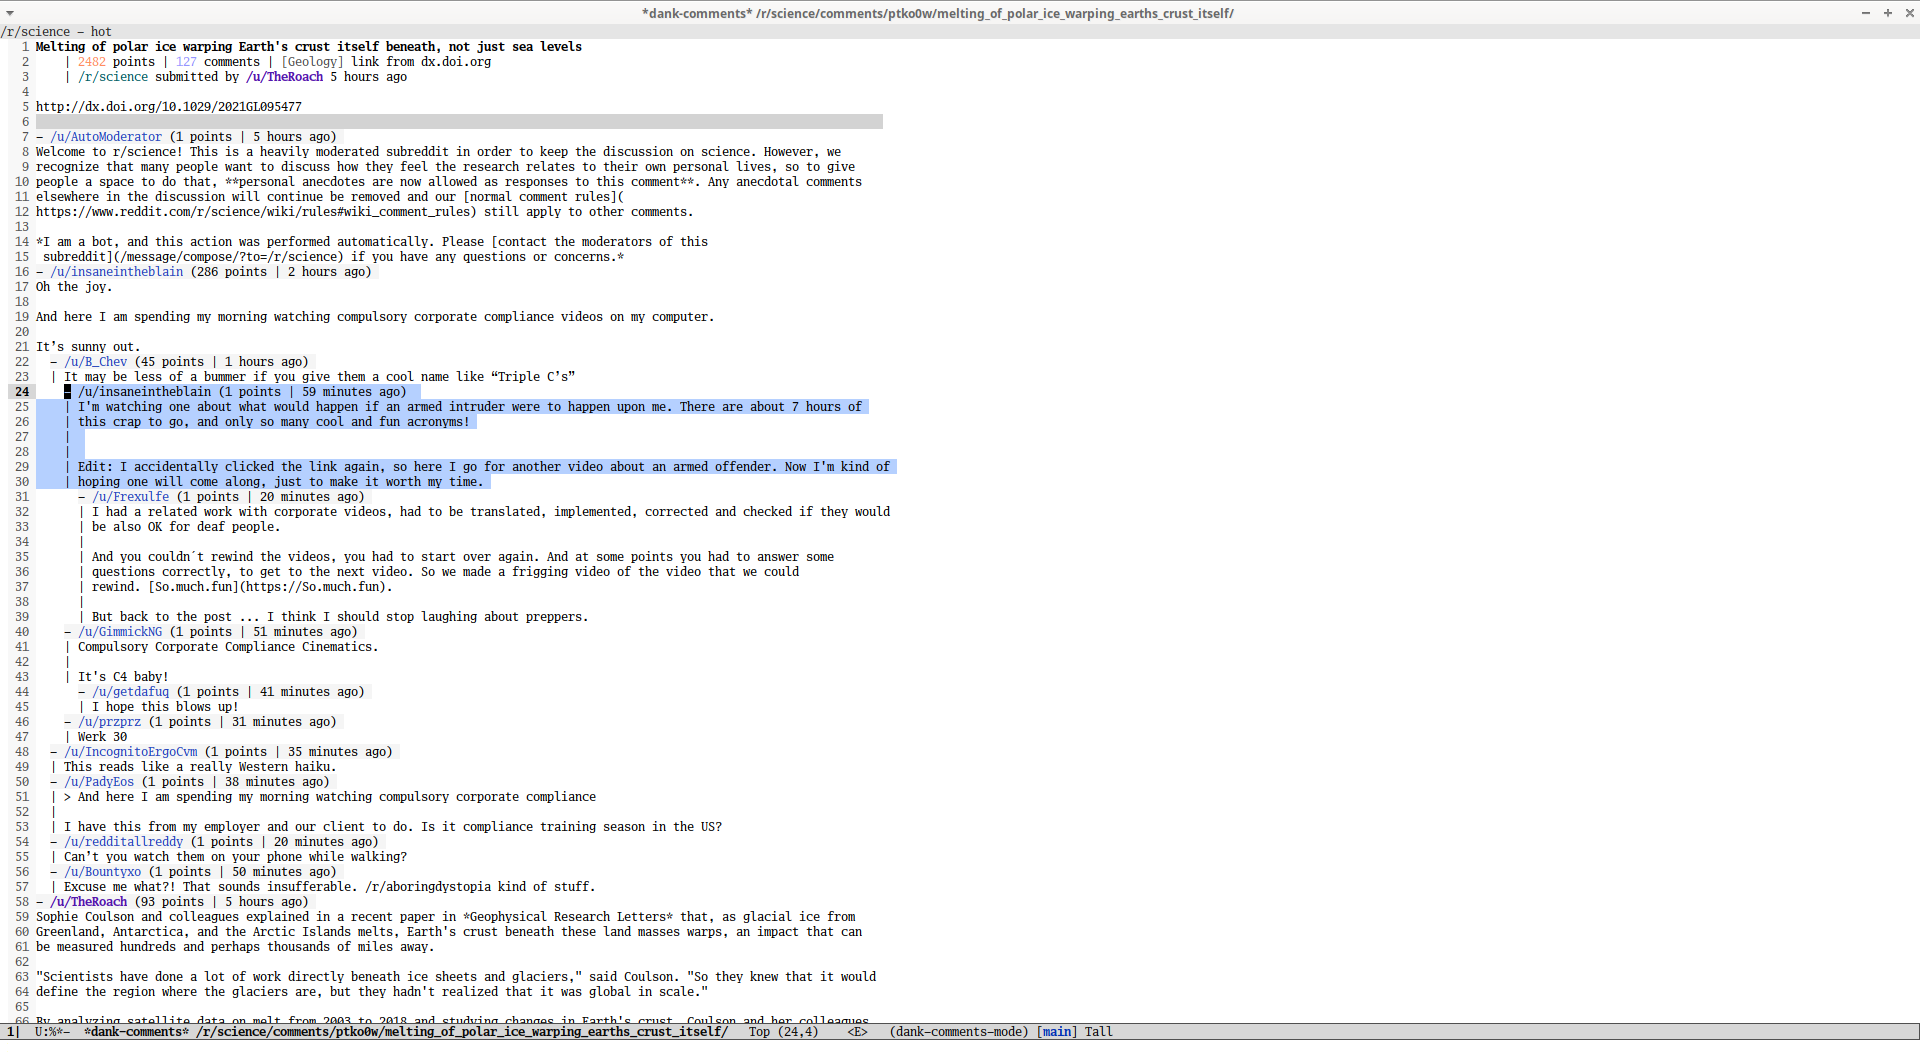 *dank-comments* /r/science/comments/ptko0w/melting_of_polar_ice_warping_earths_crust_itself/
/r/science – hot
1 Melting of polar ice warping Earth's crust itself beneath, not just sea levels
2 | 2482 points | 127 comments | [Geology] link from dx.doi.org
3 | /r/science submitted by /u/TheRoach 5 hours ago
4
5 http://dx.doi.org/10.1029/2021GL095477
6
7 – /u/AutoModerator (1 points | 5 hours ago)
8 Welcome to r/science! This is a heavily moderated subreddit in order to keep the discussion on science. However, we
9 recognize that many people want to discuss how they feel the research relates to their own personal lives, so to give
10 people a space to do that, **personal anecdotes are now allowed as responses to this comment**. Any anecdotal comments
11 elsewhere in the discussion will continue be removed and our [normal comment rules](
12 https://www.reddit.com/r/science/wiki/rules#wiki_comment_rules) still apply to other comments.
13
14 *I am a bot, and this action was performed automatically. Please [contact the moderators of this
15 subreddit](/message/compose/?to=/r/science) if you have any questions or concerns.*
16 – /u/insaneintheblain (286 points | 2 hours ago)
17 Oh the joy.
18
19 And here I am spending my morning watching compulsory corporate compliance videos on my computer.
20
21 It’s sunny out.
22 – /u/B_Chev (45 points | 1 hours ago)
23 | It may be less of a bummer if you give them a cool name like “Triple C’s”
24 – /u/insaneintheblain (1 points | 59 minutes ago)
25 | I'm watching one about what would happen if an armed intruder were to happen upon me. There are about 7 hours of
26 | this crap to go, and only so many cool and fun acronyms!
27 |
28 |
29 | Edit: I accidentally clicked the link again, so here I go for another video about an armed offender. Now I'm kind of
30 | hoping one will come along, just to make it worth my time.
31 – /u/Frexulfe (1 points | 20 minutes ago)
32 | I had a related work with corporate videos, had to be translated, implemented, corrected and checked if they would
33 | be also OK for deaf people.
34 |
35 | And you couldn´t rewind the videos, you had to start over again. And at some points you had to answer some
36 | questions correctly, to get to the next video. So we made a frigging video of the video that we could
37 | rewind. [So.much.fun](https://So.much.fun).
38 |
39 | But back to the post ... I think I should stop laughing about preppers.
40 – /u/GimmickNG (1 points | 51 minutes ago)
41 | Compulsory Corporate Compliance Cinematics.
42 |
43 | It's C4 baby!
44 – /u/getdafuq (1 points | 41 minutes ago)
45 | I hope this blows up!
46 – /u/przprz (1 points | 31 minutes ago)
47 | Werk 30
48 – /u/IncognitoErgoCvm (1 points | 35 minutes ago)
49 | This reads like a really Western haiku.
50 – /u/PadyEos (1 points | 38 minutes ago)
51 | > And here I am spending my morning watching compulsory corporate compliance
52 |
53 | I have this from my employer and our client to do. Is it compliance training season in the US?
54 – /u/redditallreddy (1 points | 20 minutes ago)
55 | Can’t you watch them on your phone while walking?
56 – /u/Bountyxo (1 points | 50 minutes ago)
57 | Excuse me what?! That sounds insufferable. /r/aboringdystopia kind of stuff.
58 – /u/TheRoach (93 points | 5 hours ago)
59 Sophie Coulson and colleagues explained in a recent paper in *Geophysical Research Letters* that, as glacial ice from
60 Greenland, Antarctica, and the Arctic Islands melts, Earth's crust beneath these land masses warps, an impact that can
61 be measured hundreds and perhaps thousands of miles away.
62
63 "Scientists have done a lot of work directly beneath ice sheets and glaciers," said Coulson. "So they knew that it would
64 define the region where the glaciers are, but they hadn't realized that it was global in scale."
65
66 By analyzing satellite data on melt from 2003 to 2018 and studying changes in Earth's crust, Coulson and her colleagues
1| U:%*– *dank-comments* /r/science/comments/ptko0w/melting_of_polar_ice_warping_earths_crust_itself/ Top (24,4) <E> (dank-comments-mode) [main] Tall